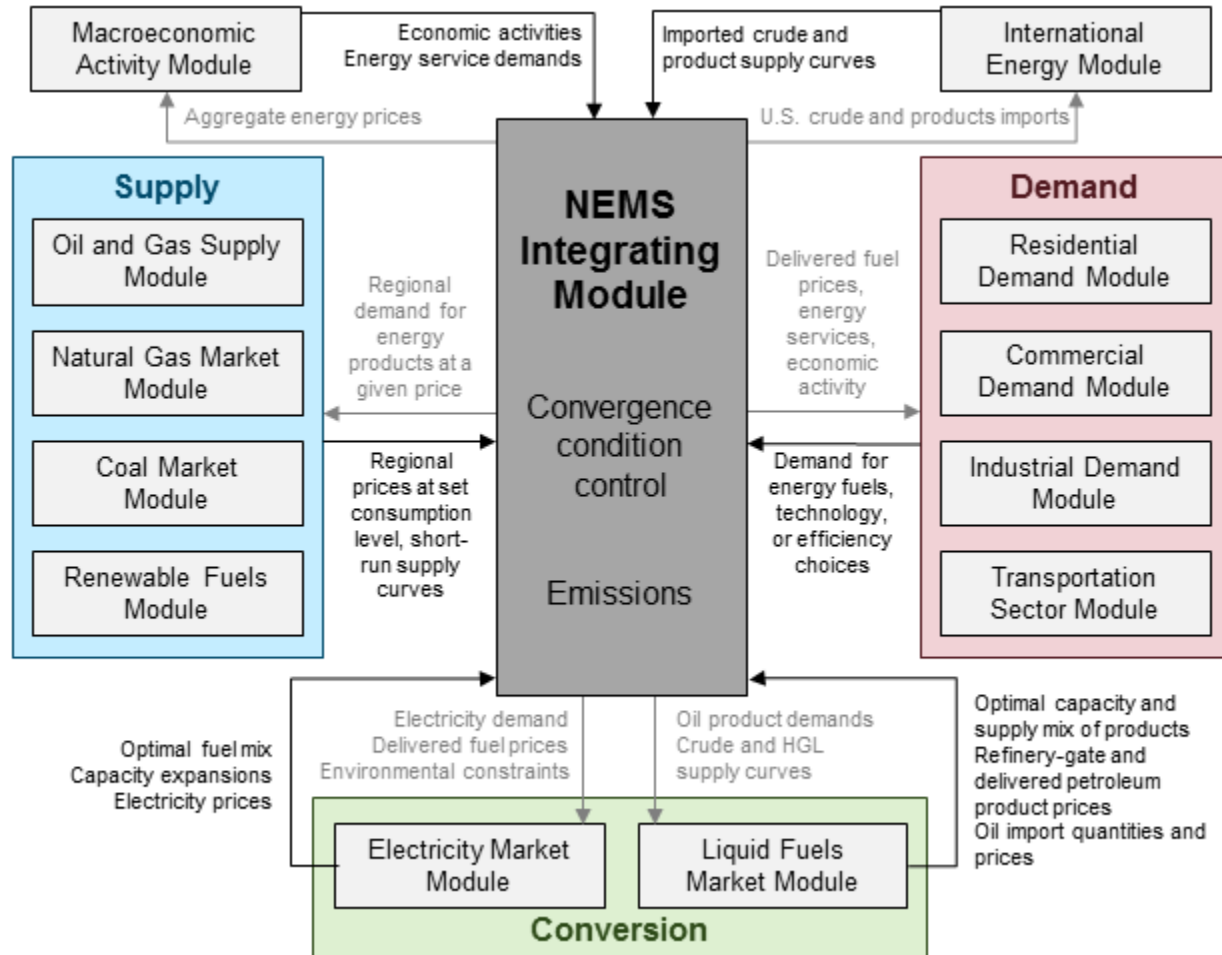 Macroeconomic
Activity Module
Economic activities
Energy service demands
Imported crude and
product supply curves
International
Energy Module
Aggregate energy prices
U.S. crude and products imports
Supply
Oil and Gas Supply
Module
Natural Gas Market
Module
Coal Market
Module
Renewable Fuels
Module
Regional
demand for
energy
products at a
given price
Regional
prices at set
consumption
level, short-
run supply
curves
NEMS
Integrating
Module
Convergence
condition
control
Emissions
Delivered fuel
prices,
energy
services,
economic
activity
Demand for
energy fuels,
technology,
or efficiency
choices
Demand
Residential
Demand Module
Commercial
Demand Module
Industrial Demand
Module
Transportation
Sector Module
Optimal fuel mix
Capacity expansions
Electricity prices
Electricity demand
Delivered fuel prices
Environmental constraints
Oil product demands
Crude and HGL
supply curves
Optimal capacity and
supply mix of products
Refinery-gate and
delivered petroleum
product prices
Oil import quantities and
prices
Electricity Market
Module
Liquid Fuels
Market Module
Conversion